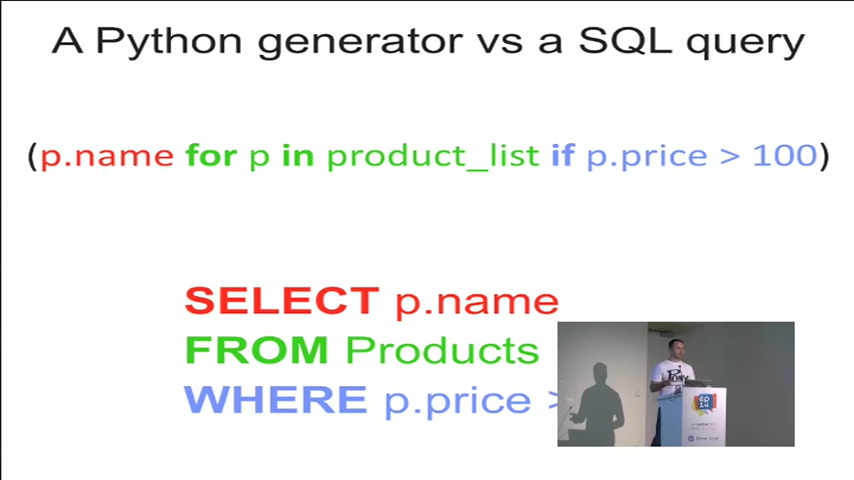 A Python generator vs a SQL query
(p.name for p in product_list if p.price > 100)
SELECT p.name
FROM Products
WHERE p.price >